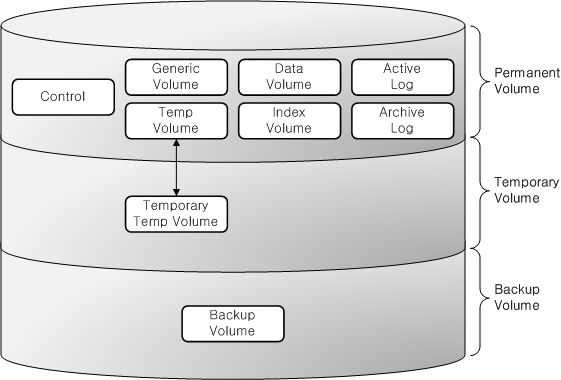 Generic
Volume
Data
Volume
Active
Log
Control
Temp
Volume
Index
Volume
Archive
Log
Permanent
Volume
Temporary
Temp Volume
Temporary
Volume
Backup
Volume
Backup
Volume